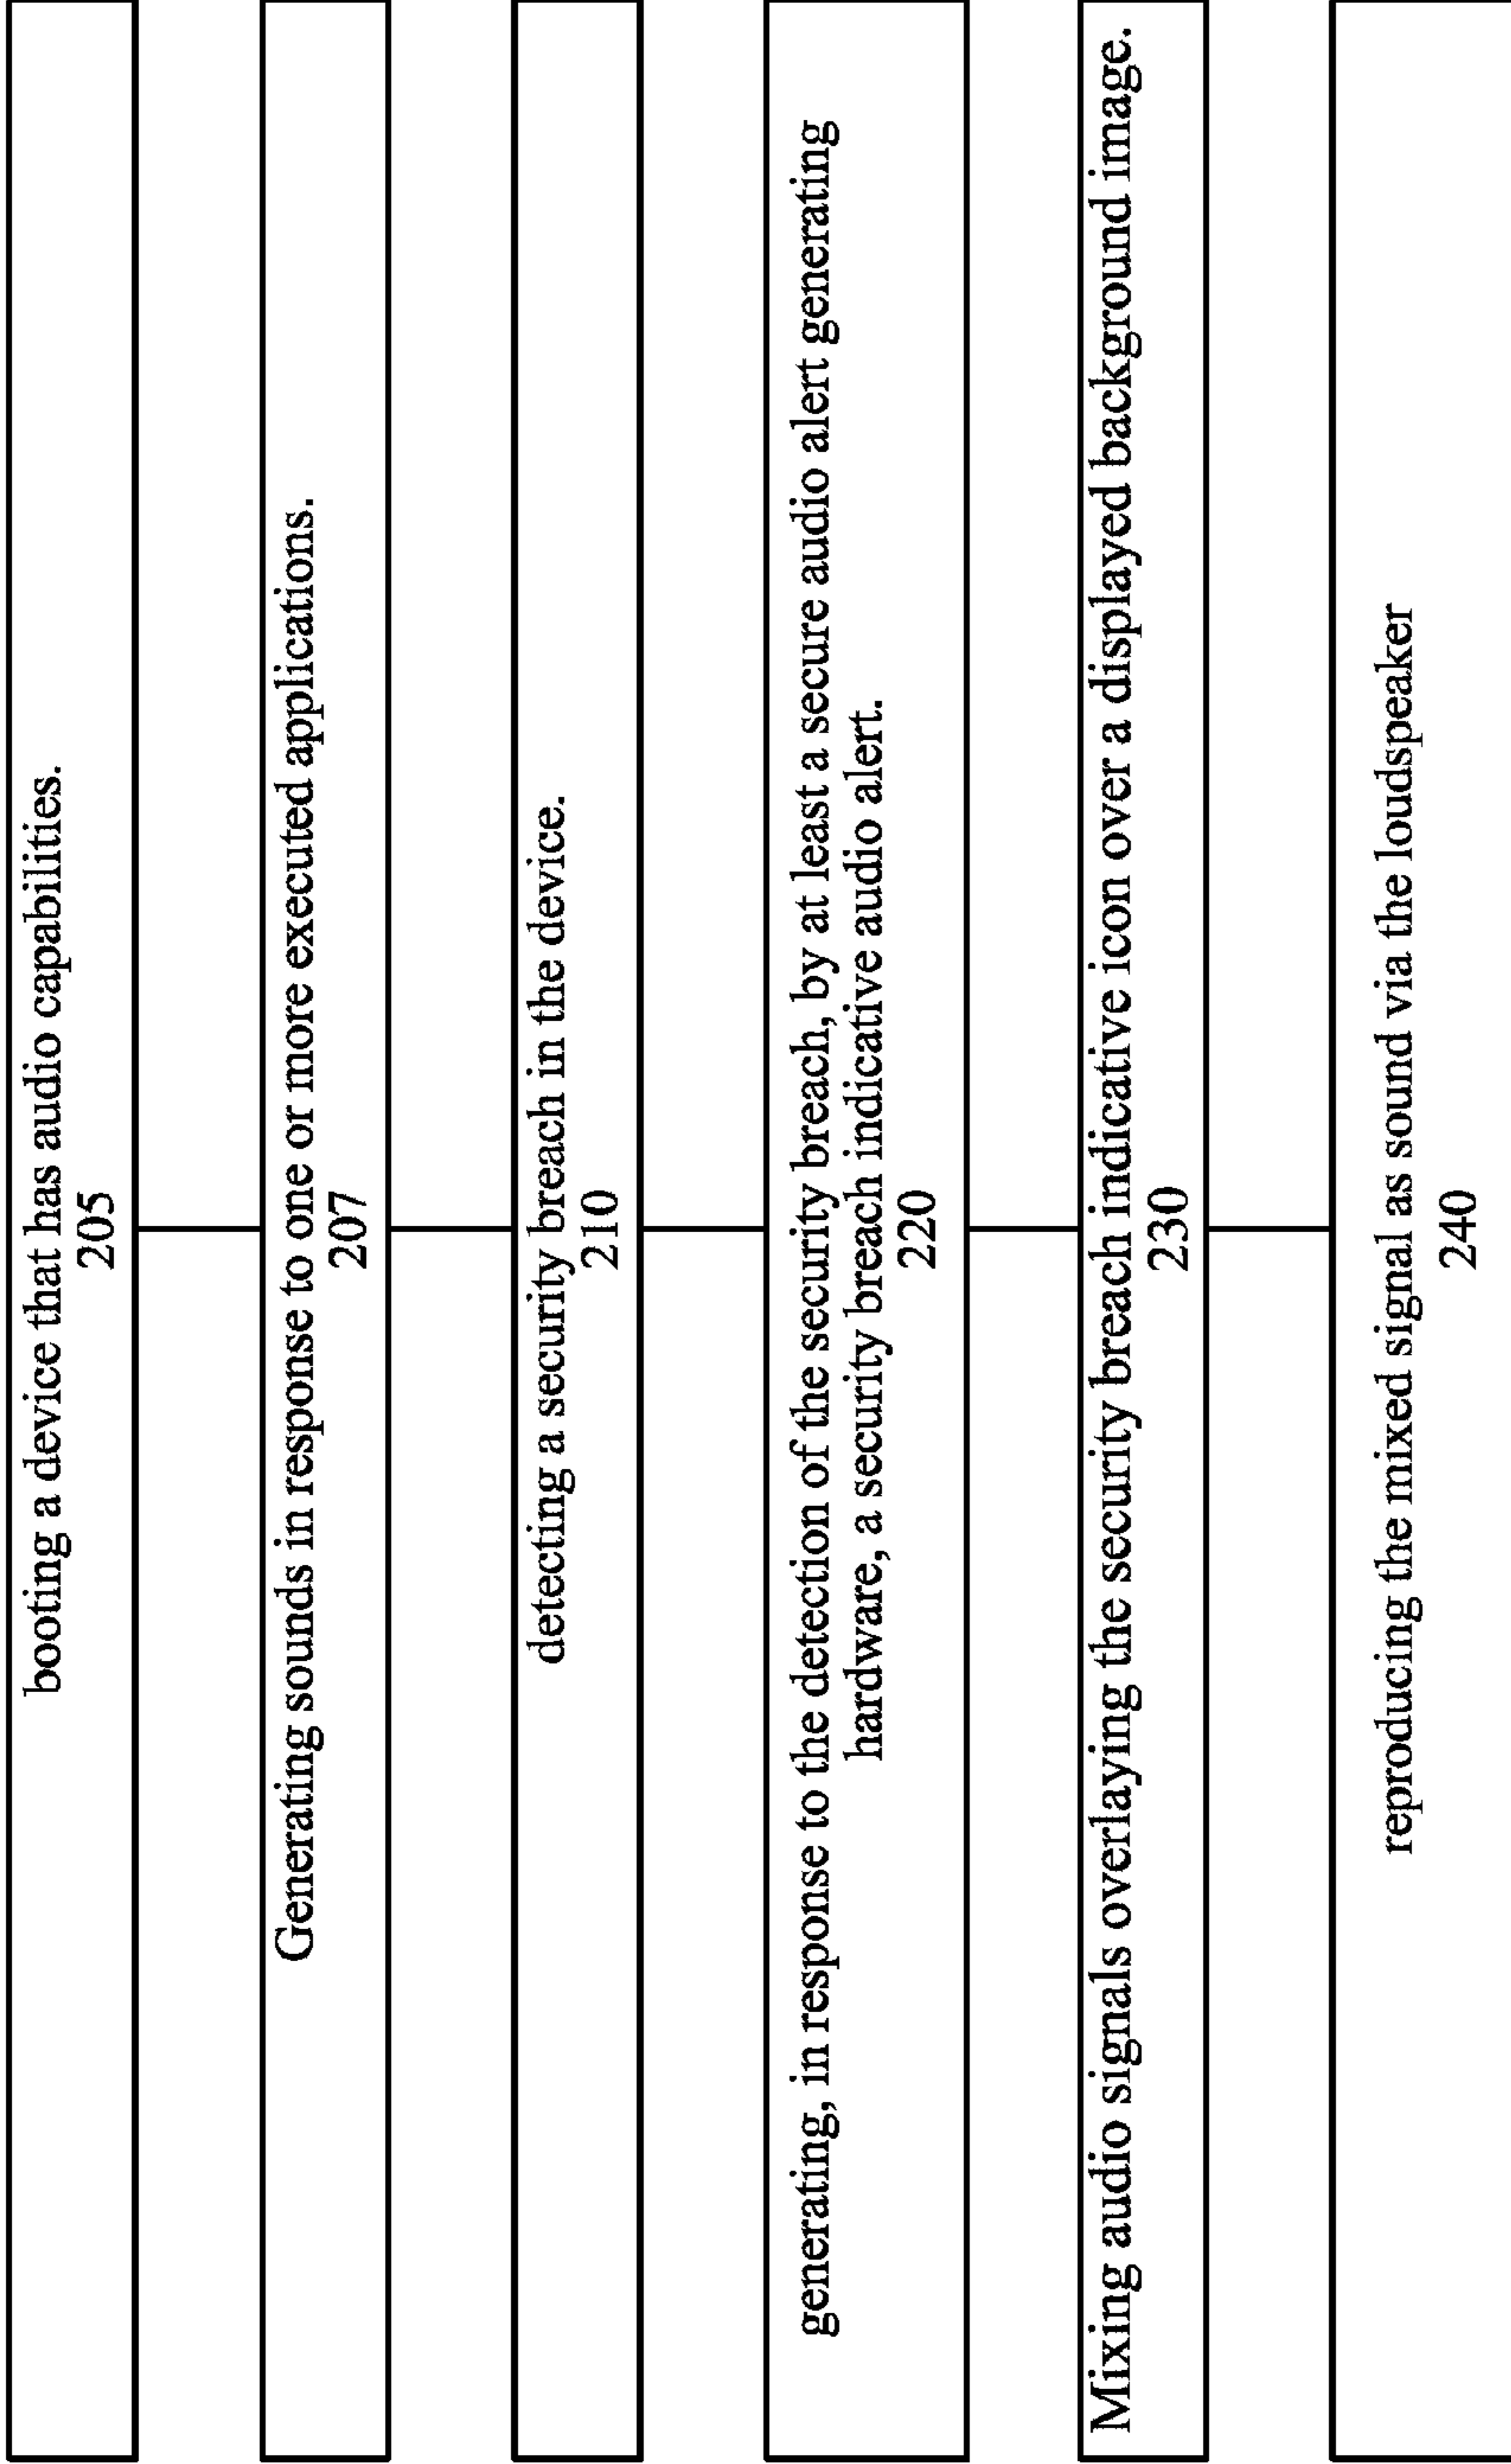 booting a device that has audio capabilities.
205
Generating sounds in response to one or more executed applications.
207
detecting a security breach in the device.
210
generating, in response to the detection of the security breach, by at least a secure audio alert generating
hardware, a security breach indicative audio alert.
220
Mixing audio signals overlaying the security breach indicative icon over a displayed background image.
230
reproducing the mixed signal as sound via the loudspeaker
240